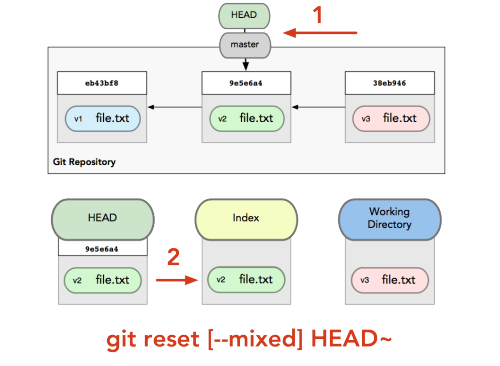 HEAD
1
master
eb43bf8
9e5e6a4
38eb946
v1 file.txt
v2 file.txt
v3 file.txt
Git Repository
HEAD
Index
Working
Directory
9e5e6a4
2
v2 file.txt
v2 file.txt
v3 file.txt
git reset [--mixed] HEAD~